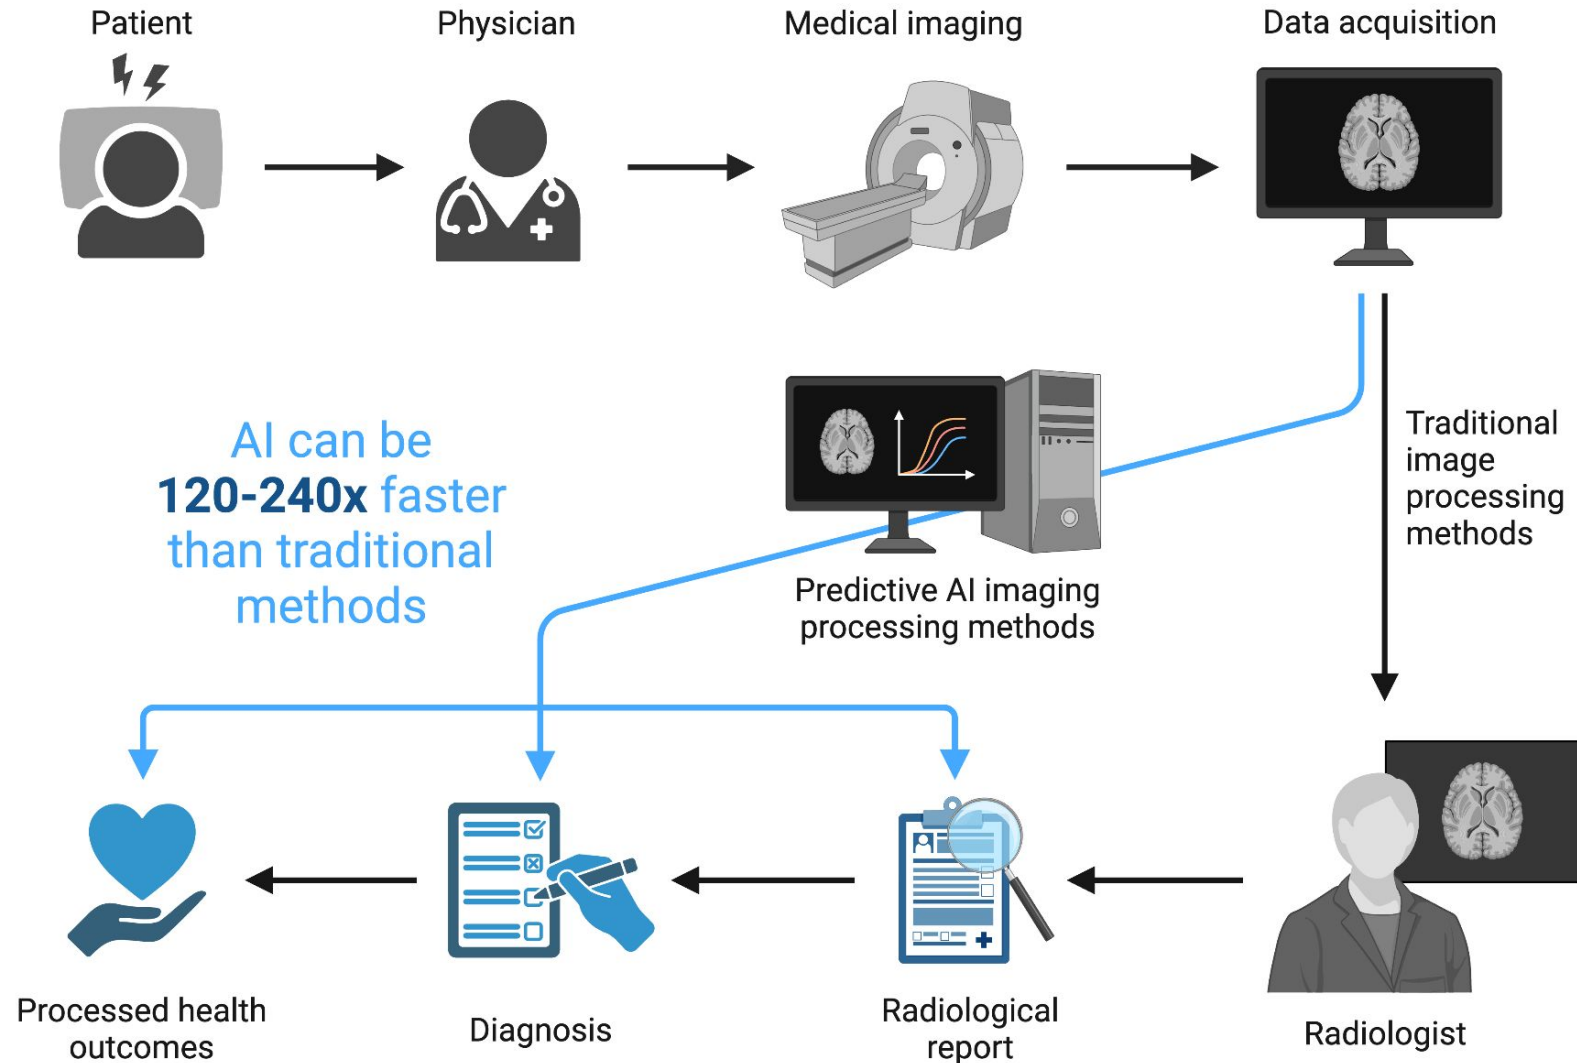 Patient
Physician
Medical imaging
Data acquisition
AI can be
120-240x faster
than traditional
methods
Predictive AI imaging
processing methods
Traditional
image
processing
methods
Processed health
outcomes
Diagnosis
Radiological
report
Radiologist